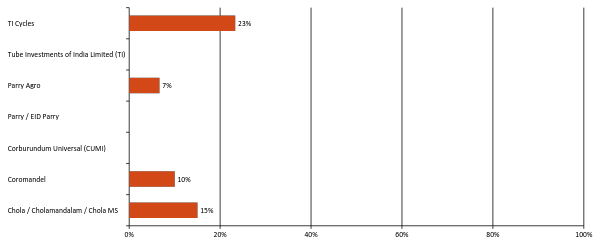 TI Cycles
23%
Tube Investments of India Limited (TI)
Parry Agro
7%
Parry / EID Parry
Corburundum Universal (CUMI)
Coromandel
10%
Chola / Cholamandalam / Chola MS
15%
0% 20% 40% 60% 80% 100%